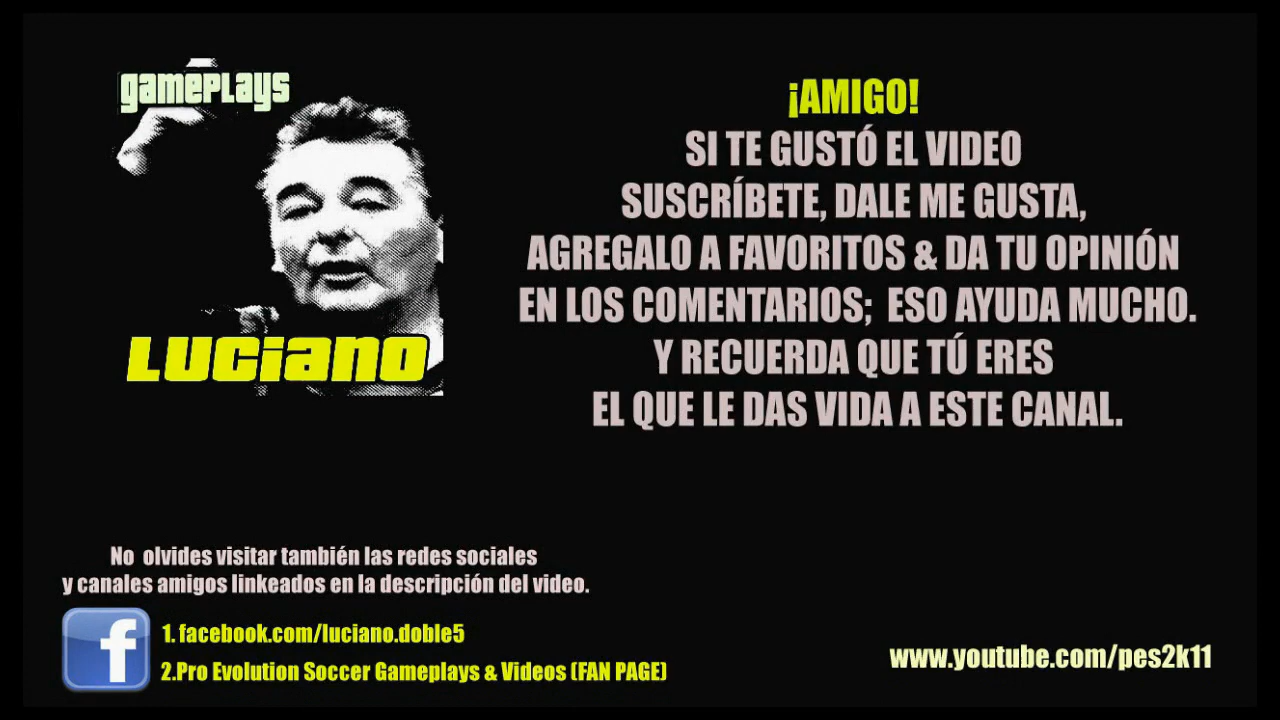 gamePLays
LUCiano
¡AMIGO!
SI TE GUSTÓ EL VIDEO
SUSCRÍBETE, DALE ME GUSTA,
AGREGALO A FAVORITOS & DA TU OPINIÓN
EN LOS COMENTARIOS; ESO AYUDA MUCHO.
Y RECUERDA QUE TÚ ERES
EL QUE LE DAS VIDA A ESTE CANAL.
No olvides visitar también las redes sociales
y canales amigos linkeados en la descripción del video.
f
1. facebook.com/luciano.doble5
2.Pro Evolution Soccer Gameplays & Videos (FAN PAGE)
www.youtube.com/pes2k11